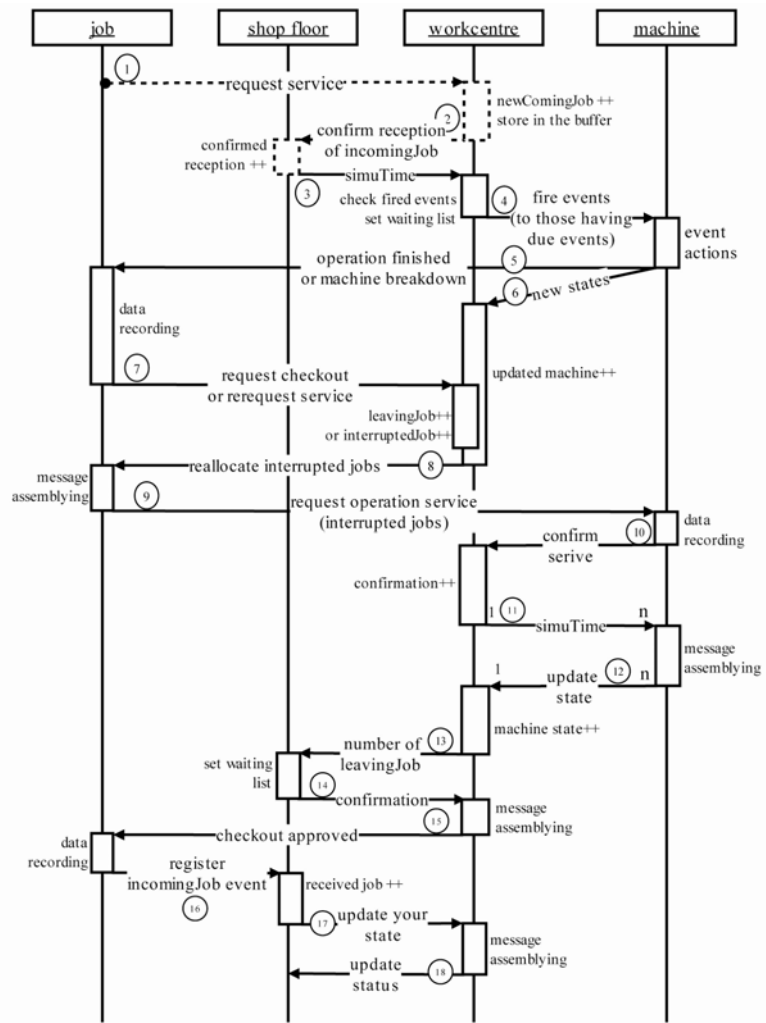 job
shop floor
workcentre
machine
1
request service
newComingJob ++
store in the buffer
2
confirm reception
of incomingJob
confirmed
reception ++
simuTime
3
check fired events
set waiting list
4
fire events
(to those having
due events)
event
actions
operation finished
or machine breakdown
5
6
new states
data
recording
7
request checkout
or rerequest service
updated machine++
leavingJob++
or interruptedJob++
reallocate interrupted jobs
8
message
assemblying
9
request operation service
(interrupted jobs)
10
data
recording
confirm
serive
confirmation++
1
11
n
simuTime
message
assemblying
1
update
state
12
n
machine state++
number of
leavingJob
13
set waiting
list
14
confirmation
message
assemblying
15
checkout approved
data
recording
register
incomingJob event
16
received job ++
17
update your
state
message
assemblying
update
status
18